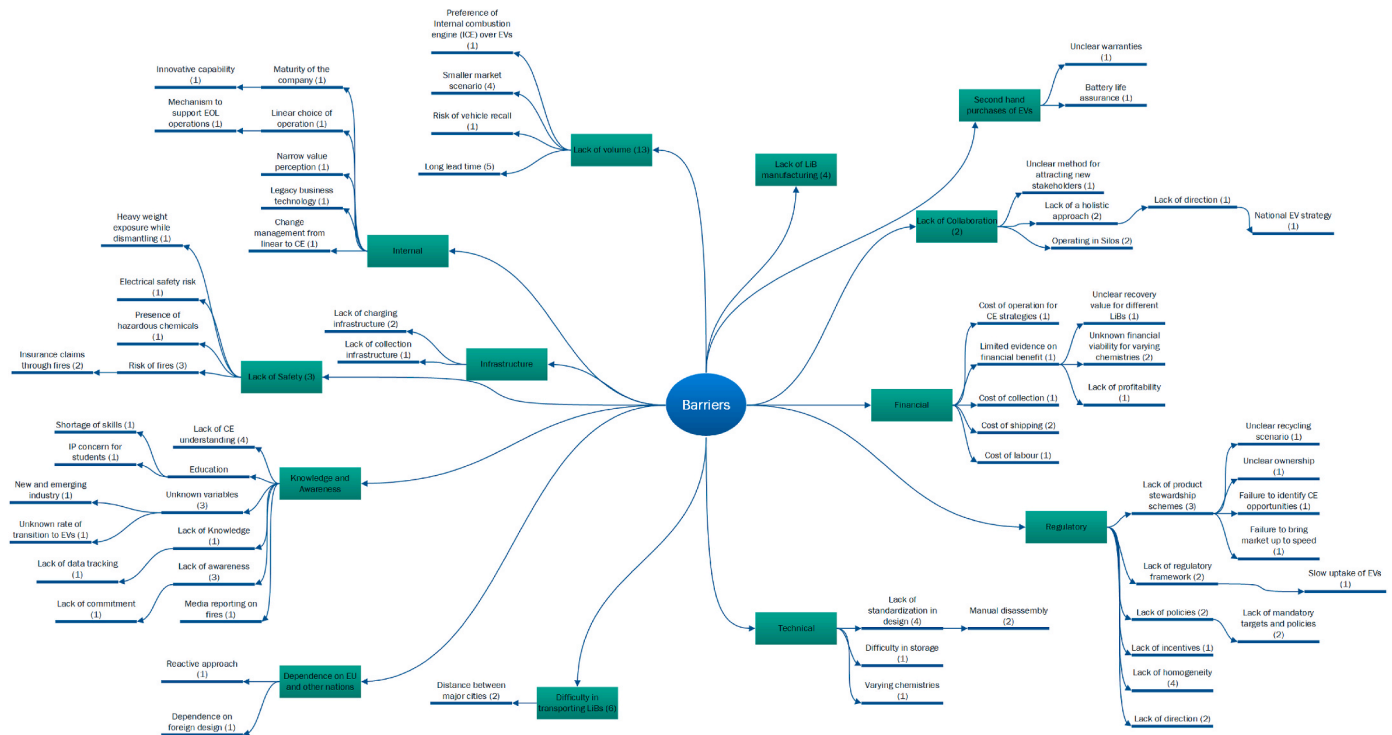 Barriers
Lack of volume (13)
Preference of
Internal combustion
engine (ICE) over EVs
(1)
Smaller market
scenario (4)
Risk of vehicle recall
(1)
Long lead time (5)
Internal
Maturity of the
company (1)
Innovative capability
(1)
Linear choice of
operation (1)
Mechanism to
support EOL
operations (1)
Narrow value
perception (1)
Legacy business
technology (1)
Change
management from
linear to CE (1)
Infrastructure
Lack of charging
infrastructure (2)
Lack of collection
infrastructure (1)
Lack of Safety (3)
Heavy weight
exposure while
dismantling (1)
Electrical safety risk
(1)
Presence of
hazardous chemicals
(1)
Risk of fires (3)
Insurance claims
through fires (2)
Knowledge and
Awareness
Lack of CE
understanding (4)
Education
Shortage of skills (1)
IP concern for
students (1)
Unknown variables
(3)
New and emerging
industry (1)
Unknown rate of
transition to EVs (1)
Lack of Knowledge
(1)
Lack of data tracking
(1)
Lack of awareness
(3)
Lack of commitment
(1)
Media reporting on
fires (1)
Dependence on EU
and other nations
Reactive approach
(1)
Dependence on
foreign design (1)
Difficulty in
transporting LiBs (6)
Distance between
major cities (2)
Lack of LiB
manufacturing (4)
Second hand
purchases of EVs
Unclear warranties
(1)
Battery life
assurance (1)
Lack of Collaboration
(2)
Unclear method for
attracting new
stakeholders (1)
Lack of a holistic
approach (2)
Lack of direction (1)
National EV strategy
(1)
Operating in Silos (2)
Financial
Cost of operation for
CE strategies (1)
Limited evidence on
financial benefit (1)
Unclear recovery
value for different
LiBs (1)
Unknown financial
viability for varying
chemistries (2)
Lack of profitability
(1)
Cost of collection (1)
Cost of shipping (2)
Cost of labour (1)
Regulatory
Lack of product
stewardship
schemes (3)
Unclear recycling
scenario (1)
Unclear ownership
(1)
Failure to identify CE
opportunities (1)
Failure to bring
market up to speed
(1)
Lack of regulatory
framework (2)
Slow uptake of EVs
(1)
Lack of policies (2)
Lack of mandatory
targets and policies
(2)
Lack of incentives (1)
Lack of homogeneity
(4)
Lack of direction (2)
Technical
Lack of
standardization in
design (4)
Manual disassembly
(2)
Difficulty in storage
(1)
Varying chemistries
(1)